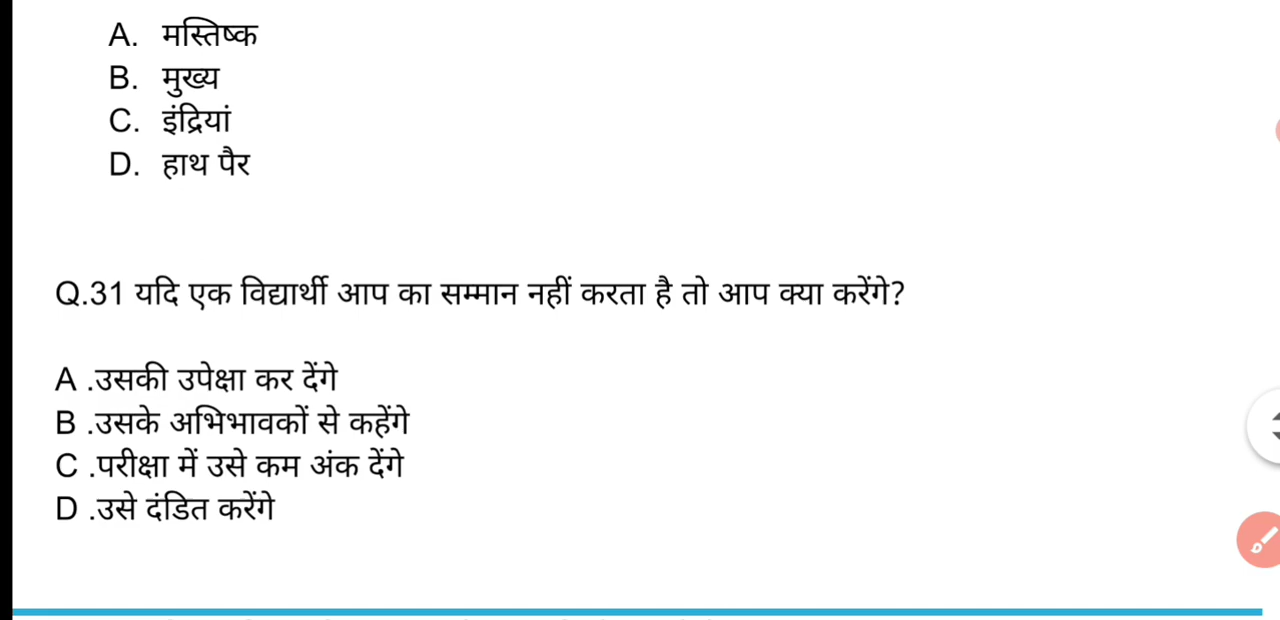 A. मस्तिष्क
B. मुख्य
C. इंद्रियां
D. हाथ पैर
Q.31 यदि एक विद्यार्थी आप का सम्मान नहीं करता है तो आप क्या करेंगे?
A .उसकी उपेक्षा कर देंगे
B .उसके अभिभावकों से कहेंगे
C .परीक्षा में उसे कम अंक देंगे
D .उसे दंडित करेंगे